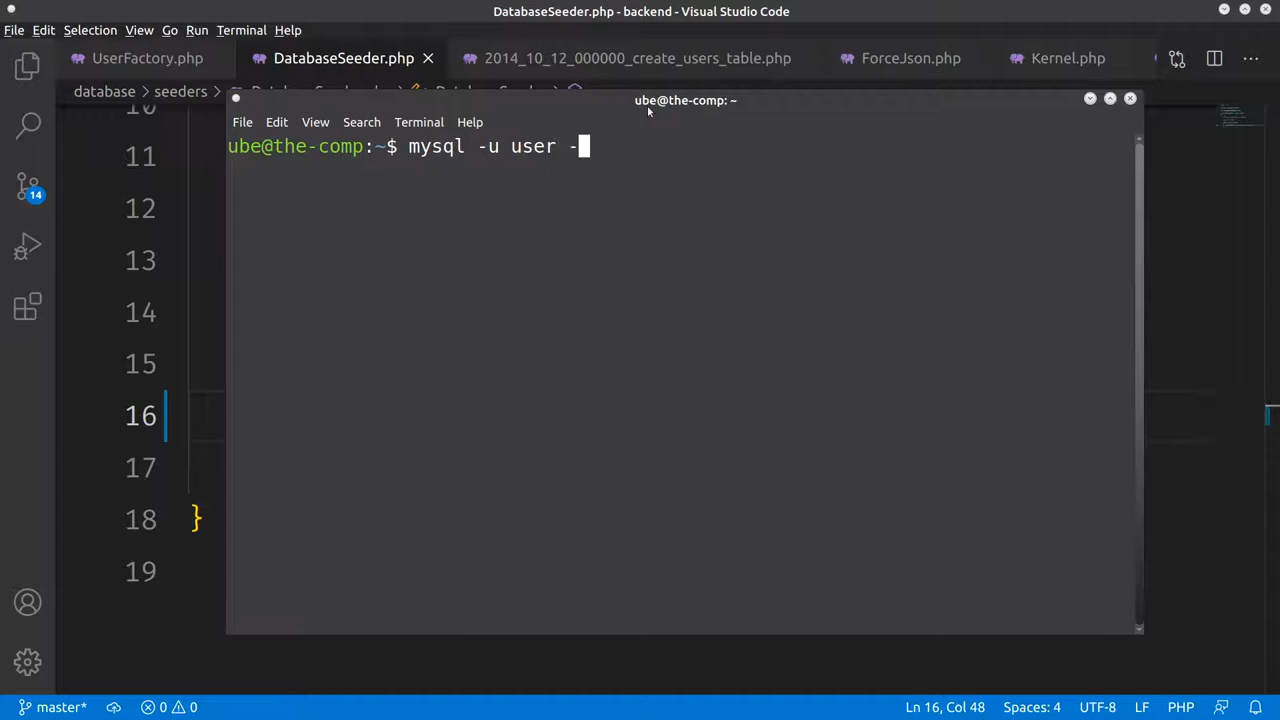 DatabaseSeeder.php - backend - Visual Studio Code
File Edit Selection View Go Run Terminal Help
UserFactory.php DatabaseSeeder.php 2014_10_12_000000_create_users_table.php ForceJson.php Kernel.php
database > seeders >
ube@the-comp: ~
File Edit View Search Terminal Help
ube@the-comp:~$ mysql -u user -
10
11
12
13
14
15
16
17
18 }
19
14
master* 0 0 Ln 16, Col 48 Spaces: 4 UTF-8 LF PHP